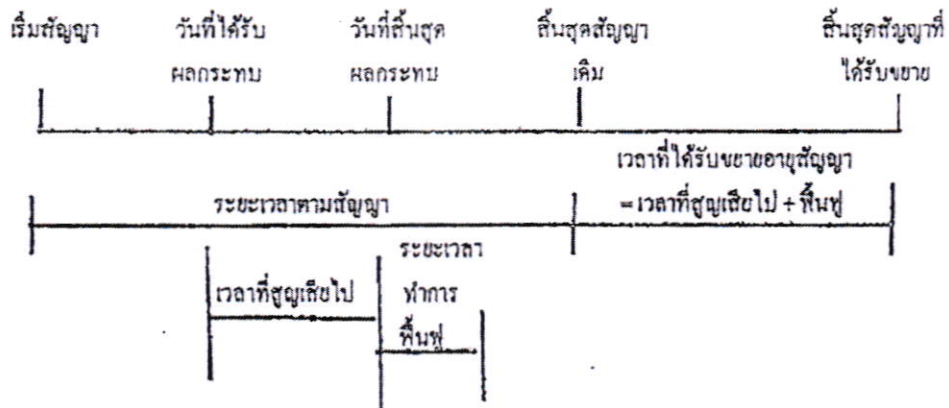 เริ่มสัญญา วันที่ได้รับ วันที่สิ้นสุด สิ้นสุดสัญญา สิ้นสุดสัญญาที่
ผลกระทบ ผลกระทบ เดิม ได้รับขยาย
เวลาที่ได้รับขยายอายุสัญญา
ระยะเวลาตามสัญญา = เวลาที่สูญเสียไป + ฟื้นฟู
ระยะเวลา
เวลาที่สูญเสียไป ทำการ
ฟื้นฟู